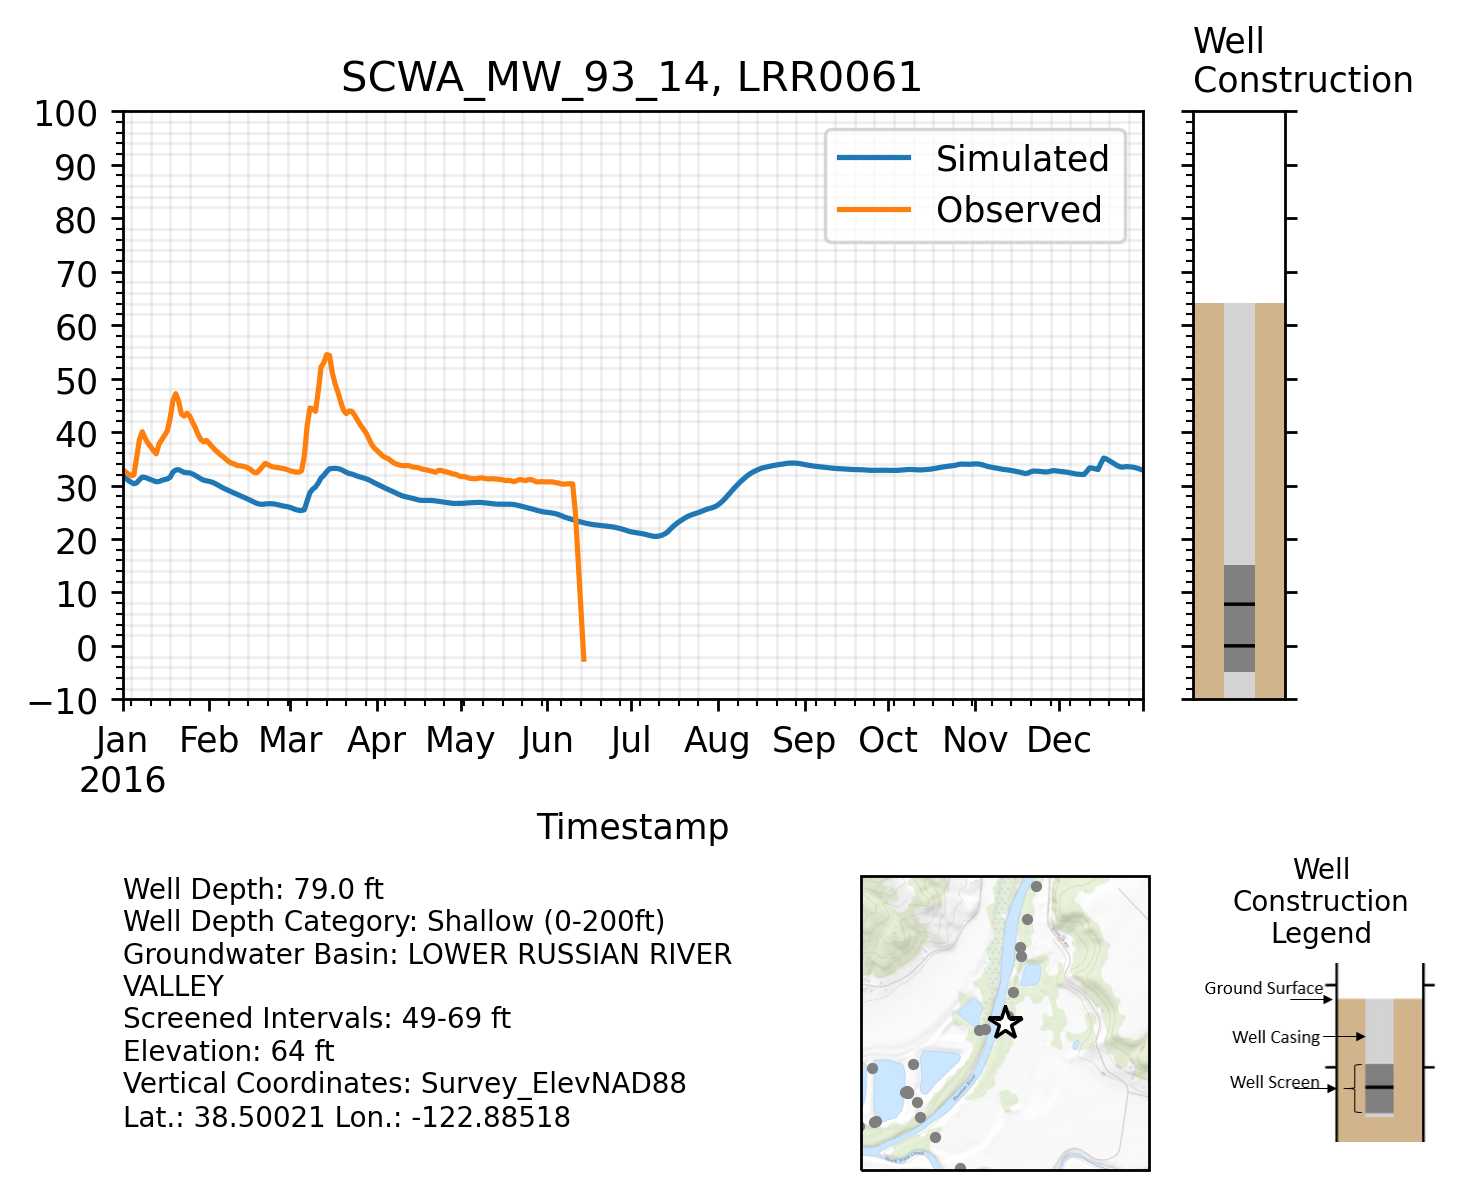 SCWA_MW_93_14, LRR0061
Well
Construction
Simulated
Observed
100
90
80
70
60
50
40
30
20
10
0
−10
Jan Feb Mar Apr May Jun Jul Aug Sep Oct Nov Dec
2016
Timestamp
Well Depth: 79.0 ft
Well Depth Category: Shallow (0-200ft)
Groundwater Basin: LOWER RUSSIAN RIVER
VALLEY
Screened Intervals: 49-69 ft
Elevation: 64 ft
Vertical Coordinates: Survey_ElevNAD88
Lat.: 38.50021 Lon.: -122.88518
Well
Construction
Legend
Ground Surface
Well Casing
Well Screen